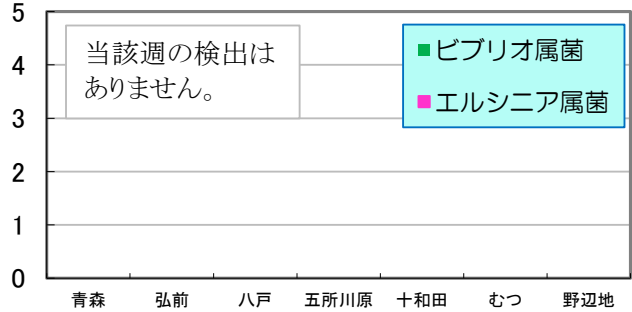 5
4
3
2
1
0
当該週の検出は
ありません。
ビブリオ属菌
エルシニア属菌
青森 弘前 八戸 五所川原 十和田 むつ 野辺地